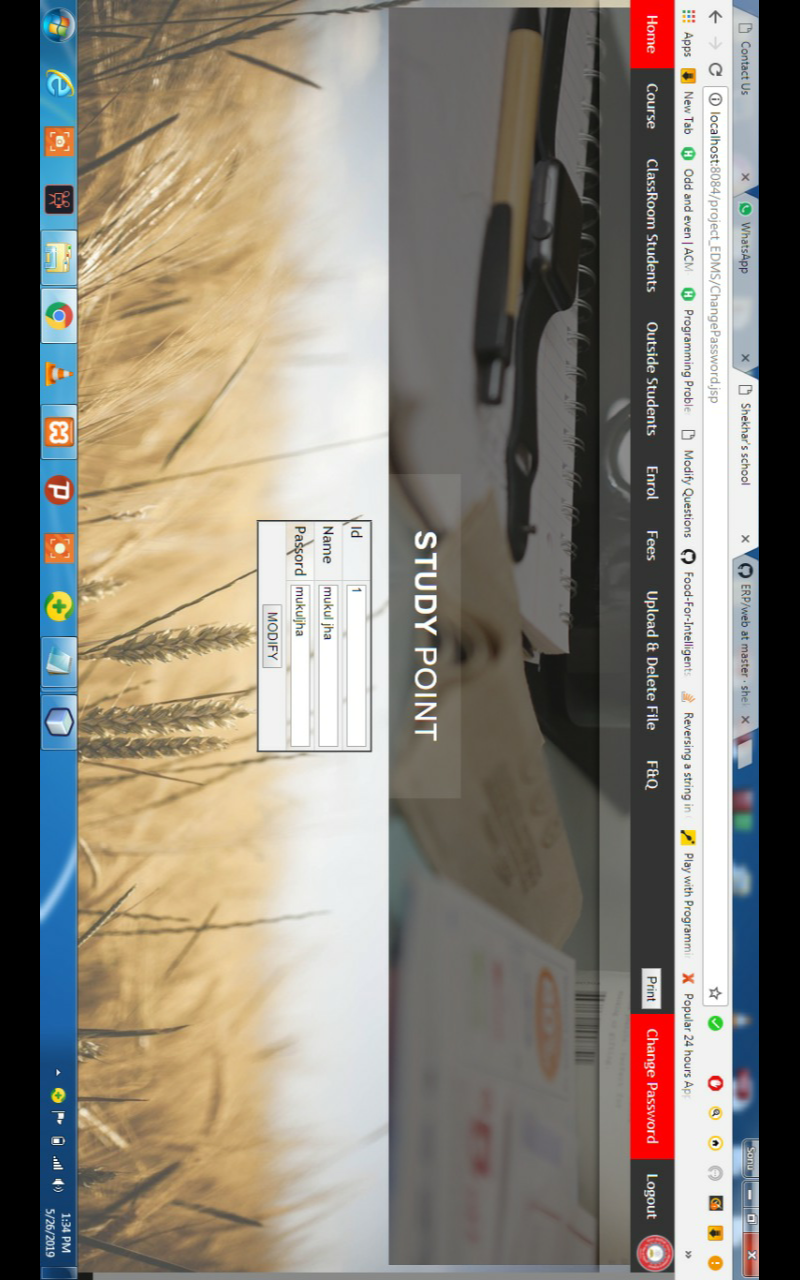 Contact Us
WhatsApp
Shekhar's school
ERP/web at master · shei
Sonu
localhost:8084/project_EDMS/ChangePassword.jsp
Apps
New Tab
Odd and even | ACM
Programming Proble
Modify Questions
Food-For-Intelligents
Reversing a string in
Play with Programmi
Popular 24 hours Ap
»
Home
Course
ClassRoom Students
Outside Students
Enrol
Fees
Upload & Delete File
F&Q
Print
Change Password
Logout
STUDY POINT
Id 1
Name mukul jha
Passord mukuljha
MODIFY
1:34 PM
5/26/2019